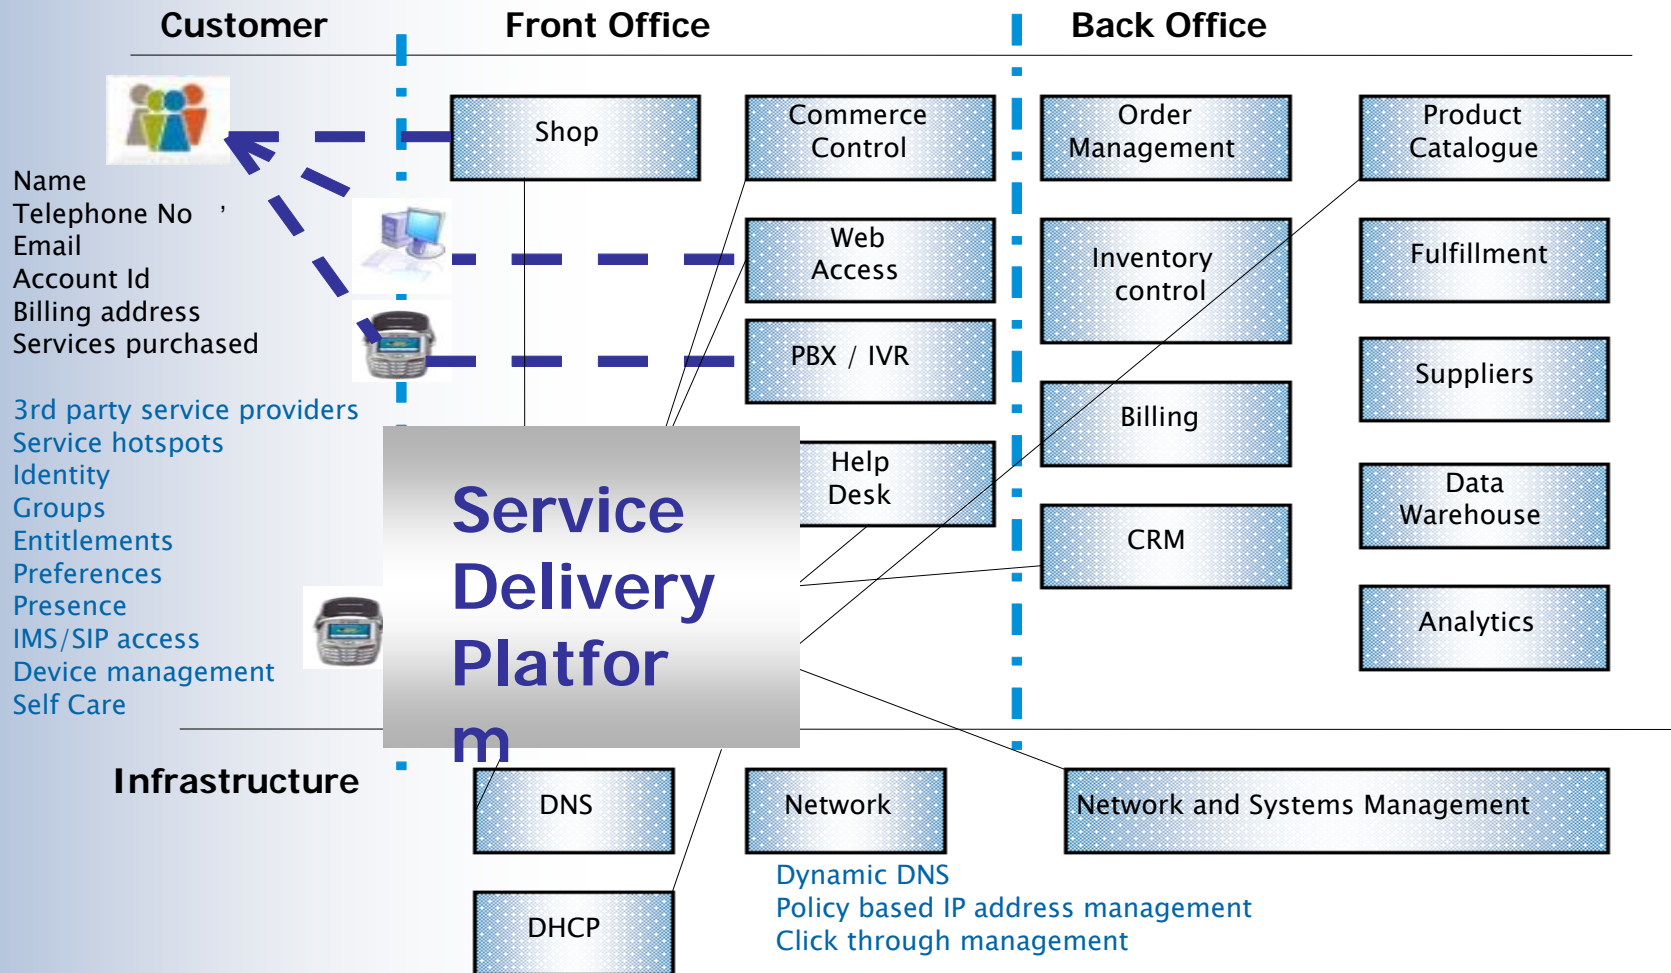 Customer
Front Office
Back Office
Shop
Commerce
Control
Order
Management
Product
Catalogue
Name
Telephone No ,
Email
Account Id
Billing address
Services purchased
Web
Access
Inventory
control
Fulfillment
PBX / IVR
Suppliers
Billing
3rd party service providers
Service hotspots
Identity
Groups
Entitlements
Preferences
Presence
IMS/SIP access
Device management
Self Care
Service
Delivery
Platfor
m
Help
Desk
CRM
Data
Warehouse
Analytics
Infrastructure
DNS
Network
Network and Systems Management
DHCP
Dynamic DNS
Policy based IP address management
Click through management